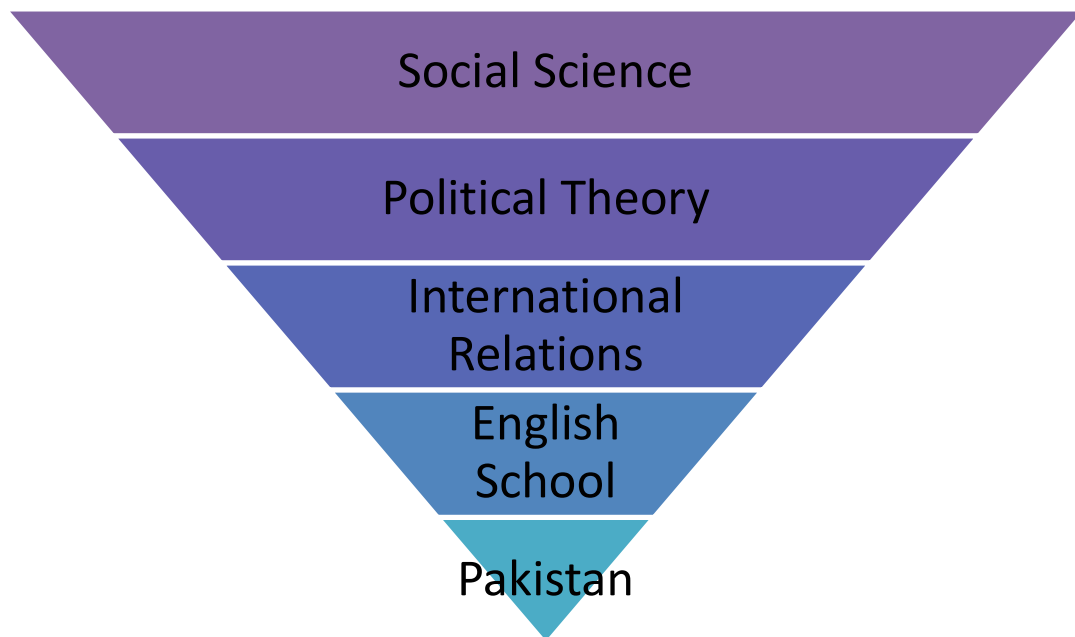 Social Science
Political Theory
International
Relations
English
School
Pakistan